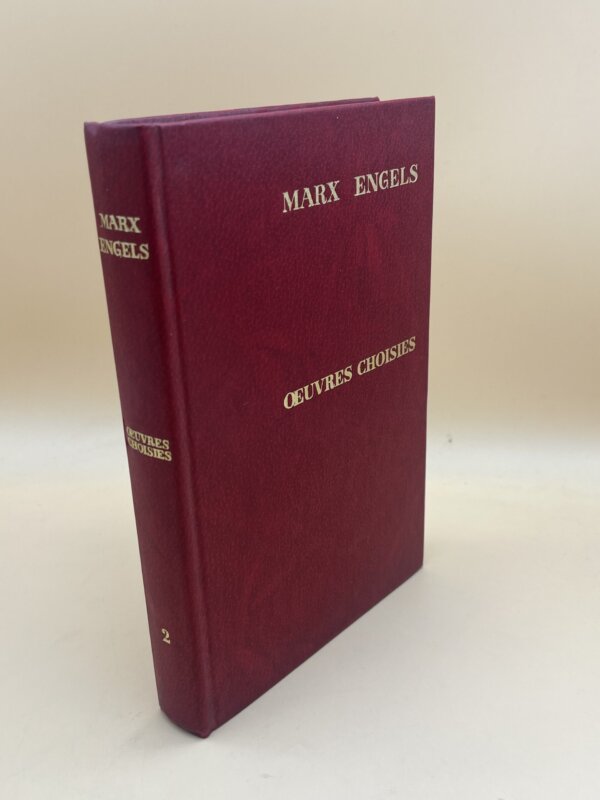 MARX ENGELS
ŒUVRES CHOISIES
MARX
ENGELS
ŒUVRES
CHOISIES
2